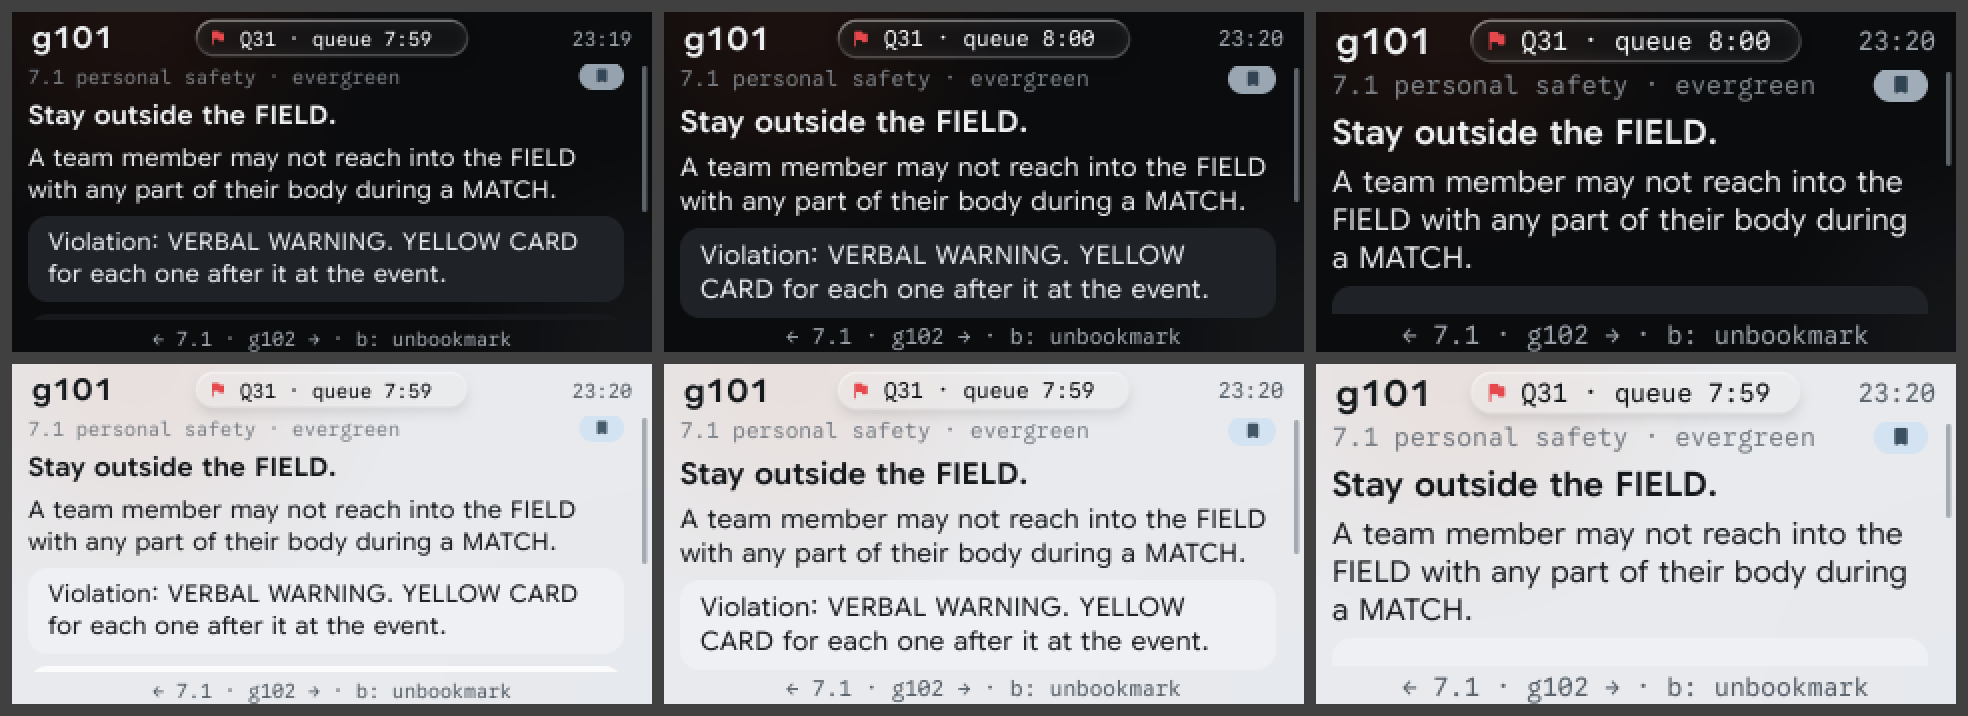 g101
Q31 · queue 7:59
23:19
7.1 personal safety · evergreen
Stay outside the FIELD.
A team member may not reach into the FIELD
with any part of their body during a MATCH.
Violation: VERBAL WARNING. YELLOW CARD
for each one after it at the event.
← 7.1 · g102 → · b: unbookmark
g101
Q31 · queue 8:00
23:20
7.1 personal safety · evergreen
Stay outside the FIELD.
A team member may not reach into the FIELD
with any part of their body during a MATCH.
Violation: VERBAL WARNING. YELLOW
CARD for each one after it at the event.
← 7.1 · g102 → · b: unbookmark
g101
Q31 · queue 8:00
23:20
7.1 personal safety · evergreen
Stay outside the FIELD.
A team member may not reach into the
FIELD with any part of their body during
a MATCH.
← 7.1 · g102 → · b: unbookmark
g101
Q31 · queue 7:59
23:20
7.1 personal safety · evergreen
Stay outside the FIELD.
A team member may not reach into the FIELD
with any part of their body during a MATCH.
Violation: VERBAL WARNING. YELLOW CARD
for each one after it at the event.
← 7.1 · g102 → · b: unbookmark
g101
Q31 · queue 7:59
23:20
7.1 personal safety · evergreen
Stay outside the FIELD.
A team member may not reach into the FIELD
with any part of their body during a MATCH.
Violation: VERBAL WARNING. YELLOW
CARD for each one after it at the event.
← 7.1 · g102 → · b: unbookmark
g101
Q31 · queue 7:59
23:20
7.1 personal safety · evergreen
Stay outside the FIELD.
A team member may not reach into the
FIELD with any part of their body during
a MATCH.
← 7.1 · g102 → · b: unbookmark